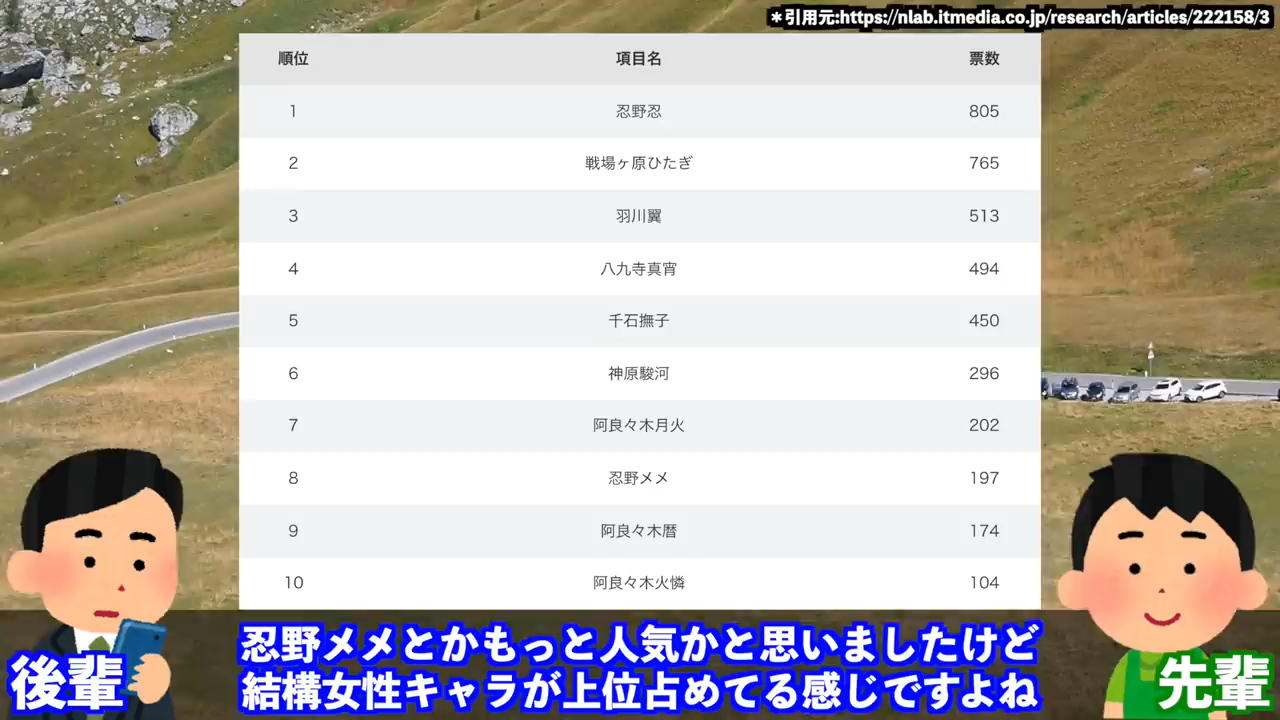 *引用元:https://nlab.itmedia.co.jp/research/articles/222158/3
順位 項目名 票数
1 忍野忍 805
2 戦場ヶ原ひたぎ 765
3 羽川翼 513
4 八九寺真宵 494
5 千石撫子 450
6 神原駿河 296
7 阿良々木月火 202
8 忍野メメ 197
9 阿良々木暦 174
10 阿良々木火憐 104
忍野メメとかもっと人気かと思いましたけど
結構女性キャラが上位占めてる感じですよね
後輩
先輩